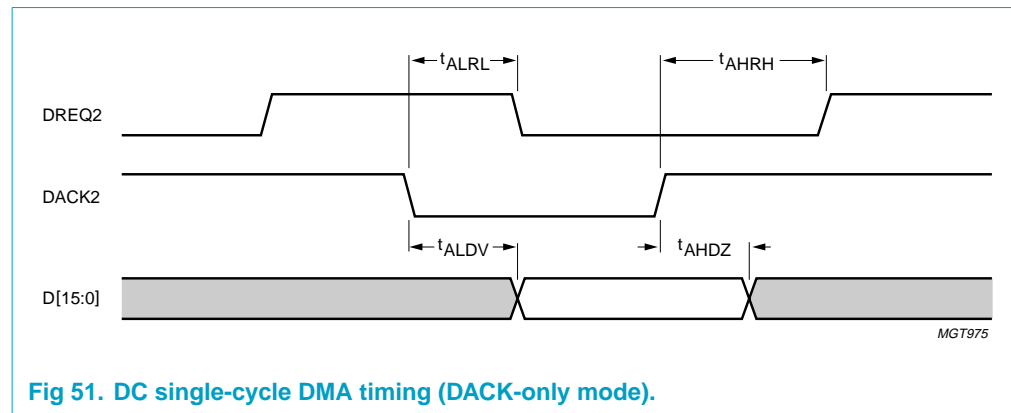 tALRL
tAHRH
DREQ2
DACK2
tALDV
tAHDZ
D[15:0]
MGT975
Fig 51. DC single-cycle DMA timing (DACK-only mode).